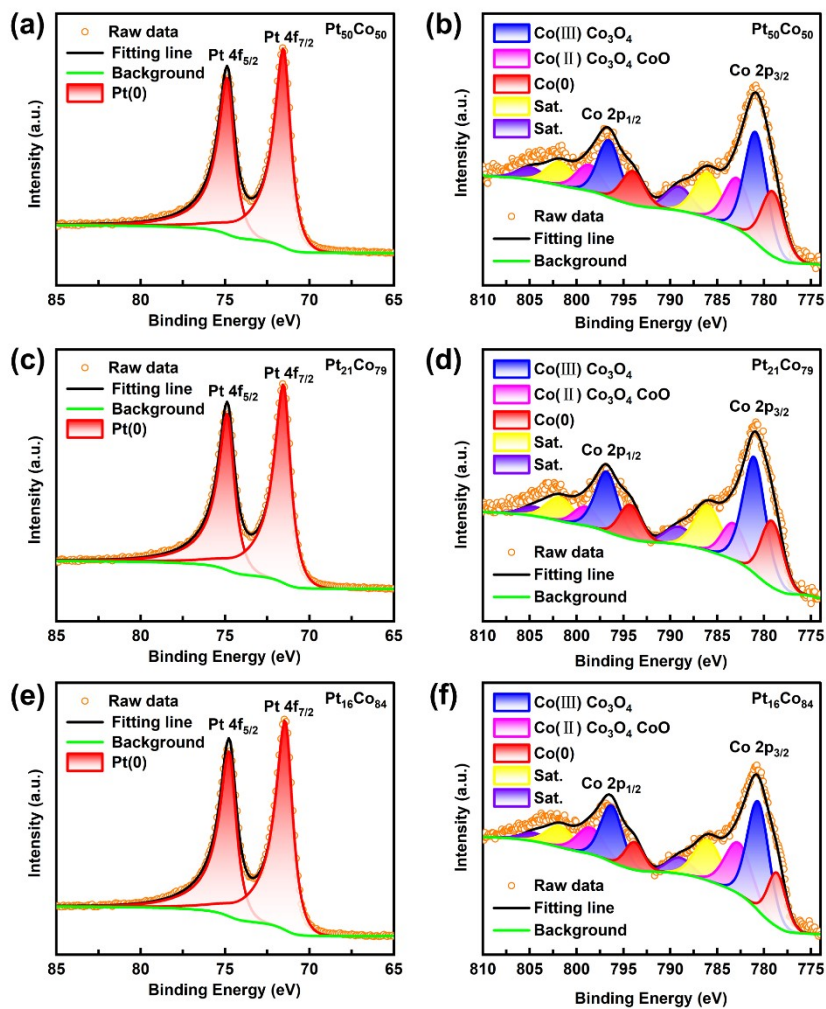 (a)
Raw data
Fitting line
Background
Pt(0)
Pt 4f5/2
Pt 4f7/2
Pt50Co50
Intensity (a.u.)
85 80 75 70 65
Binding Energy (eV)
(b)
Co(III) Co3O4
Co(Ⅱ) Co3O4 CoO
Co(0)
Sat.
Sat.
Co 2p1/2
Co 2p3/2
Pt50Co50
Raw data
Fitting line
Background
Intensity (a.u.)
810 805 800 795 790 785 780 775
Binding Energy (eV)
(c)
Raw data
Fitting line
Background
Pt(0)
Pt 4f5/2
Pt 4f7/2
Pt21Co79
Intensity (a.u.)
85 80 75 70 65
Binding Energy (eV)
(d)
Co(III) Co3O4
Co(Ⅱ) Co3O4 CoO
Co(0)
Sat.
Sat.
Co 2p1/2
Co 2p3/2
Pt21Co79
Raw data
Fitting line
Background
Intensity (a.u.)
810 805 800 795 790 785 780 775
Binding Energy (eV)
(e)
Raw data
Fitting line
Background
Pt(0)
Pt 4f5/2
Pt 4f7/2
Pt16Co84
Intensity (a.u.)
85 80 75 70 65
Binding Energy (eV)
(f)
Co(III) Co3O4
Co(Ⅱ) Co3O4 CoO
Co(0)
Sat.
Sat.
Co 2p1/2
Co 2p3/2
Pt16Co84
Raw data
Fitting line
Background
Intensity (a.u.)
810 805 800 795 790 785 780 775
Binding Energy (eV)